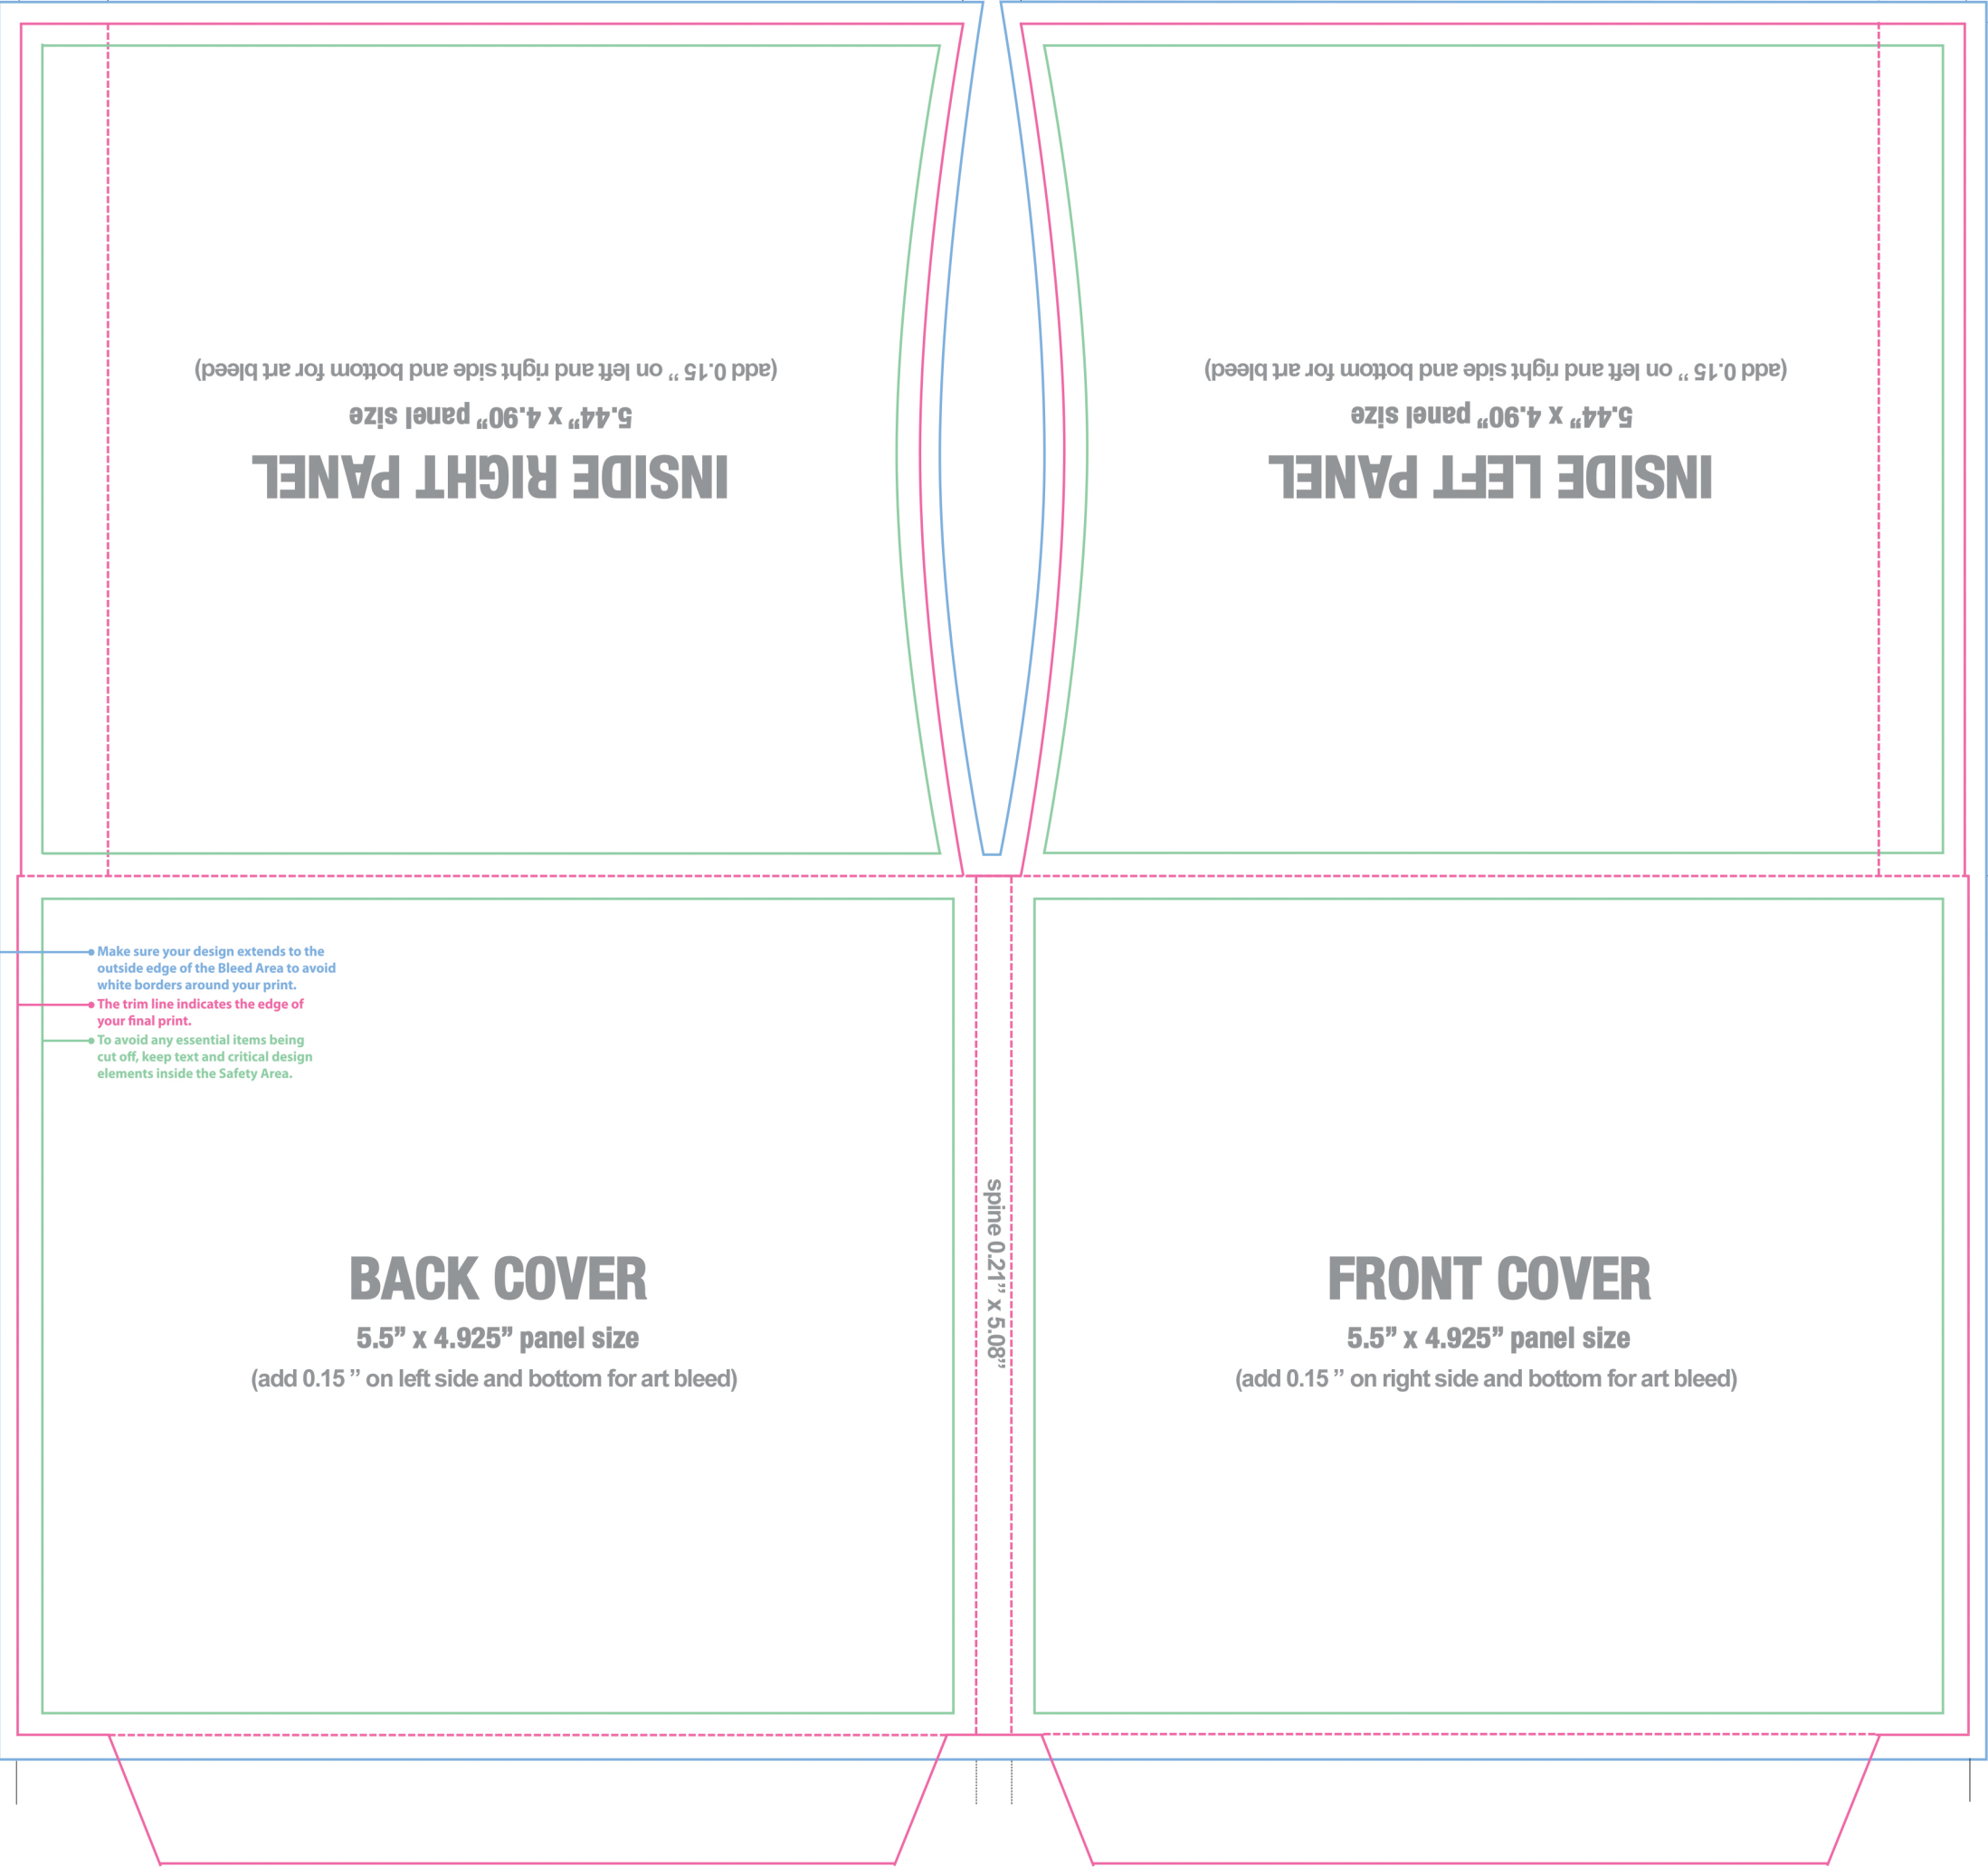 INSIDE RIGHT PANEL
5.44” x 4.90” panel size
(add 0.15 ” on left and right side and bottom for art bleed)
INSIDE LEFT PANEL
5.44” x 4.90” panel size
(add 0.15 ” on left and right side and bottom for art bleed)
Make sure your design extends to the
outside edge of the Bleed Area to avoid
white borders around your print.
The trim line indicates the edge of
your final print.
To avoid any essential items being
cut off, keep text and critical design
elements inside the Safety Area.
BACK COVER
5.5” x 4.925” panel size
(add 0.15 ” on left side and bottom for art bleed)
spine 0.21” x 5.08”
FRONT COVER
5.5” x 4.925” panel size
(add 0.15 ” on right side and bottom for art bleed)